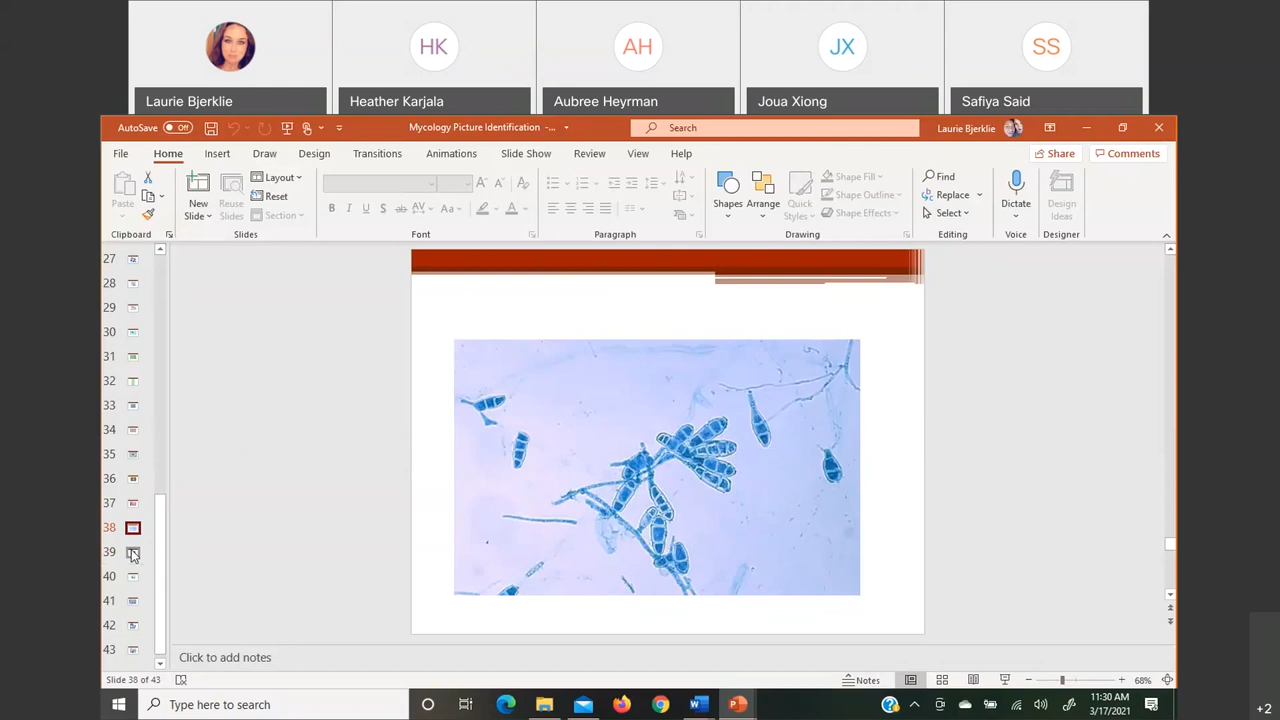 HK
AH
JX
SS
Laurie Bjerklie
Heather Karjala
Aubree Heyrman
Joua Xiong
Safiya Said
AutoSave
Off
Mycology Picture Identification -...
Search
Laurie Bjerklie
File
Home
Insert
Draw
Design
Transitions
Animations
Slide Show
Review
View
Help
Share
Comments
Paste
New Slide
Reuse Slides
Layout
Reset
Section
Shapes
Arrange
Quick Styles
Shape Fill
Shape Outline
Shape Effects
Find
Replace
Select
Dictate
Design Ideas
Clipboard
Slides
Font
Paragraph
Drawing
Editing
Voice
Designer
27
28
29
30
31
32
33
34
35
36
37
38
39
40
41
42
43
Click to add notes
Slide 38 of 43
Notes
68%
Type here to search
11:30 AM
3/17/2021
+2